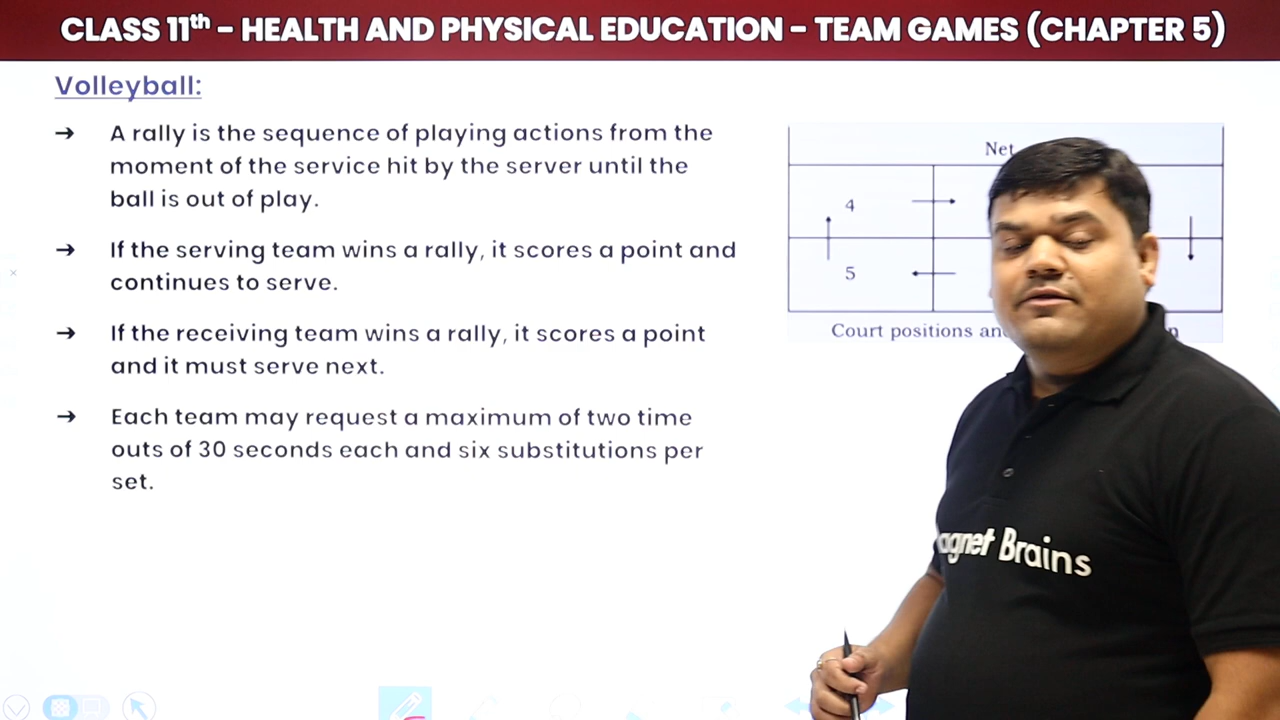 CLASS 11th – HEALTH AND PHYSICAL EDUCATION – TEAM GAMES (CHAPTER 5)
Volleyball:
→ A rally is the sequence of playing actions from the
moment of the service hit by the server until the
ball is out of play.
→ If the serving team wins a rally, it scores a point and
continues to serve.
→ If the receiving team wins a rally, it scores a point
and it must serve next.
→ Each team may request a maximum of two time
outs of 30 seconds each and six substitutions per
set.
Net
4
5
Court positions
Brains